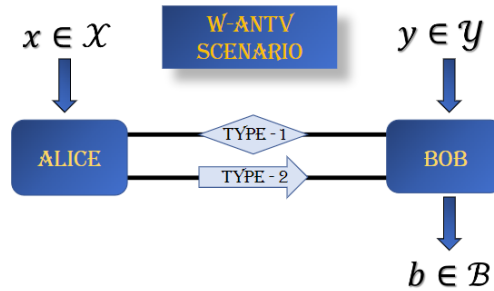 W-ANTV
SCENARIO
x ∈ 𝒳
y ∈ 𝒴
ALICE
TYPE - 1
TYPE - 2
BOB
b ∈ ℬ